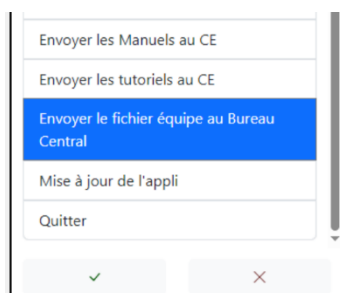 Envoyer les Manuels au CE
Envoyer les tutoriels au CE
Envoyer le fichier équipe au Bureau
Central
Mise à jour de l'appli
Quitter